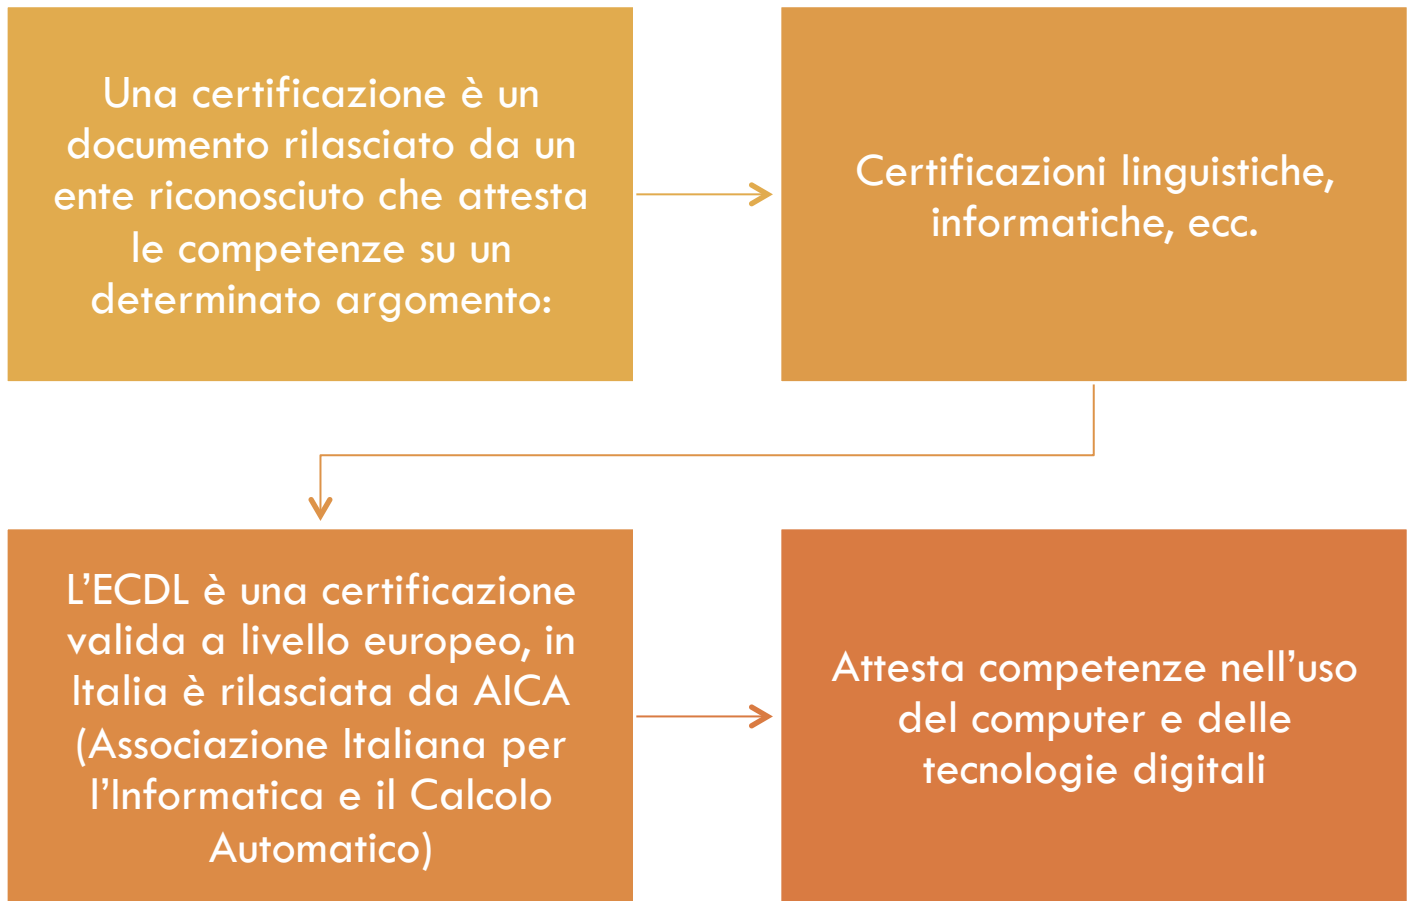 Una certificazione è un
documento rilasciato da un
ente riconosciuto che attesta
le competenze su un
determinato argomento:
Certificazioni linguistiche,
informatiche, ecc.
L’ECDL è una certificazione
valida a livello europeo, in
Italia è rilasciata da AICA
(Associazione Italiana per
l’Informatica e il Calcolo
Automatico)
Attesta competenze nell’uso
del computer e delle
tecnologie digitali